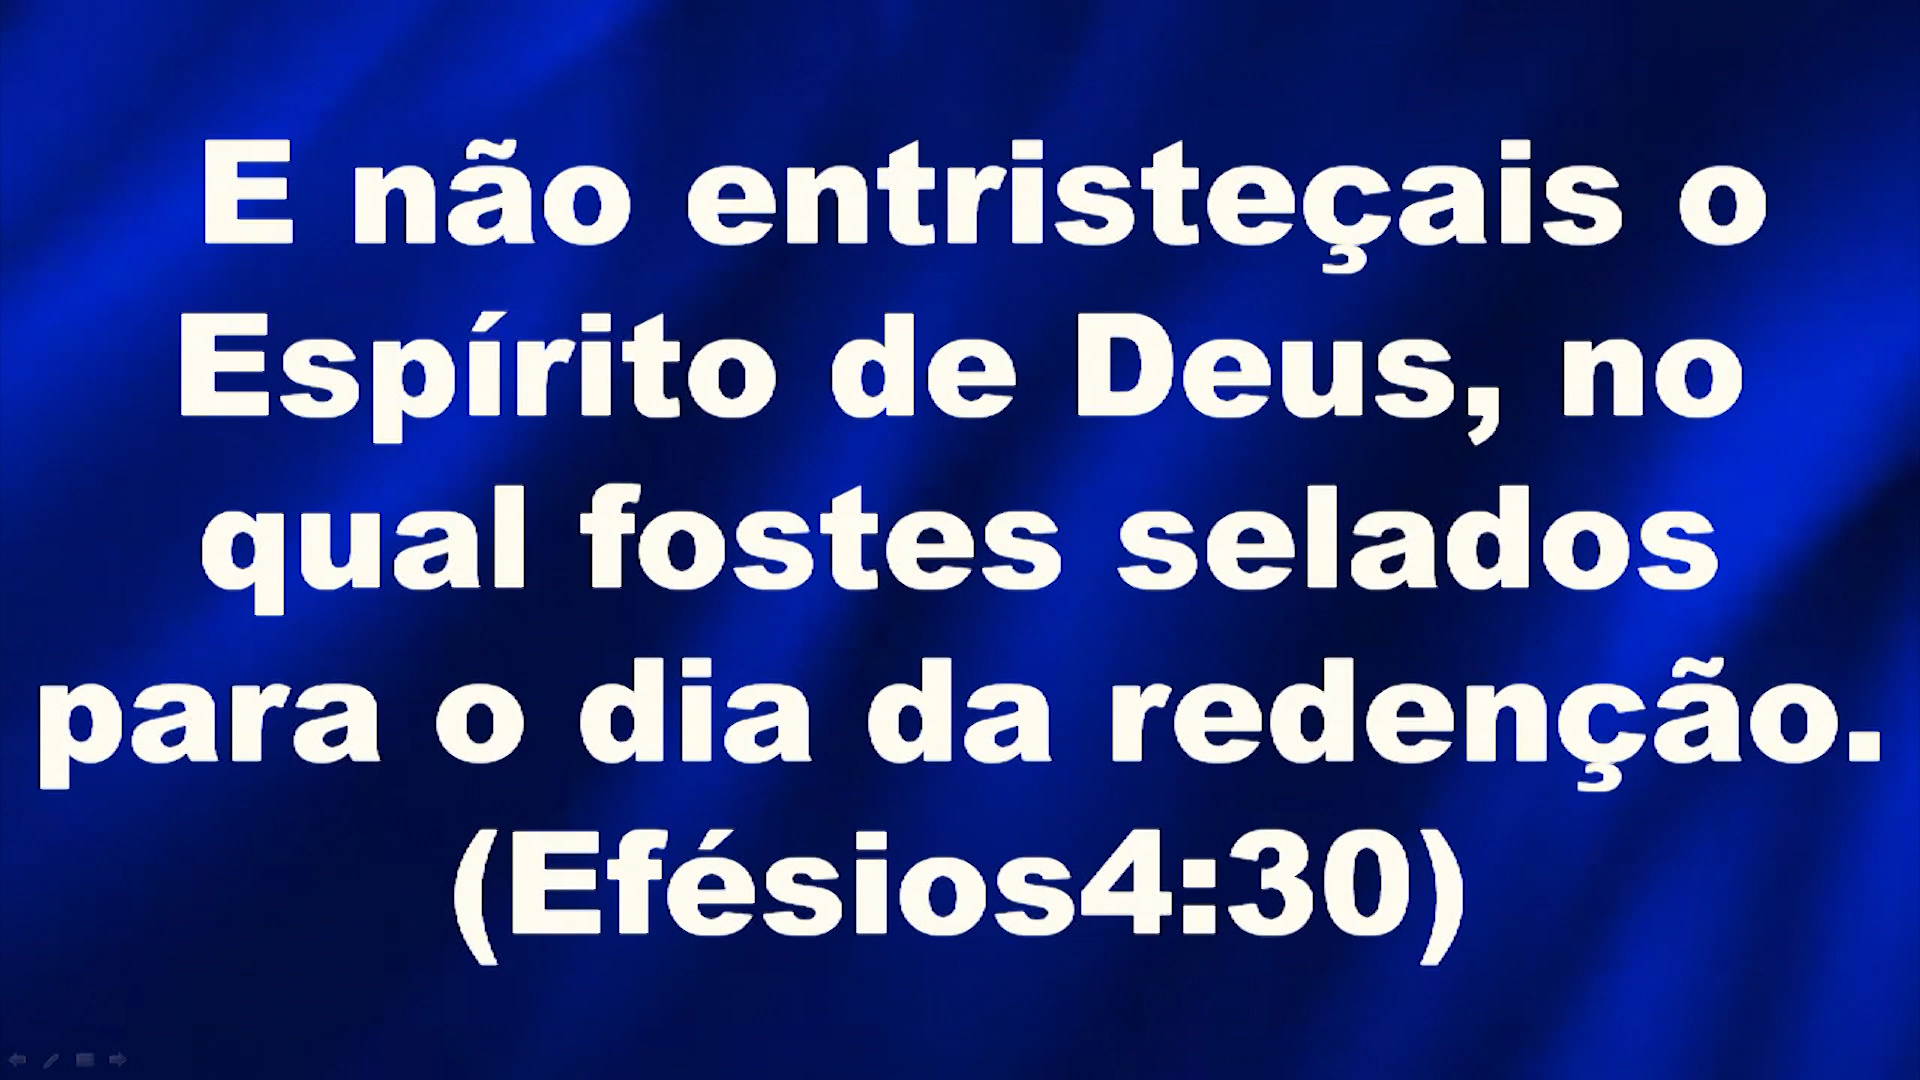 E não entristeçais o
Espírito de Deus, no
qual fostes selados
para o dia da redenção.
(Efésios4:30)